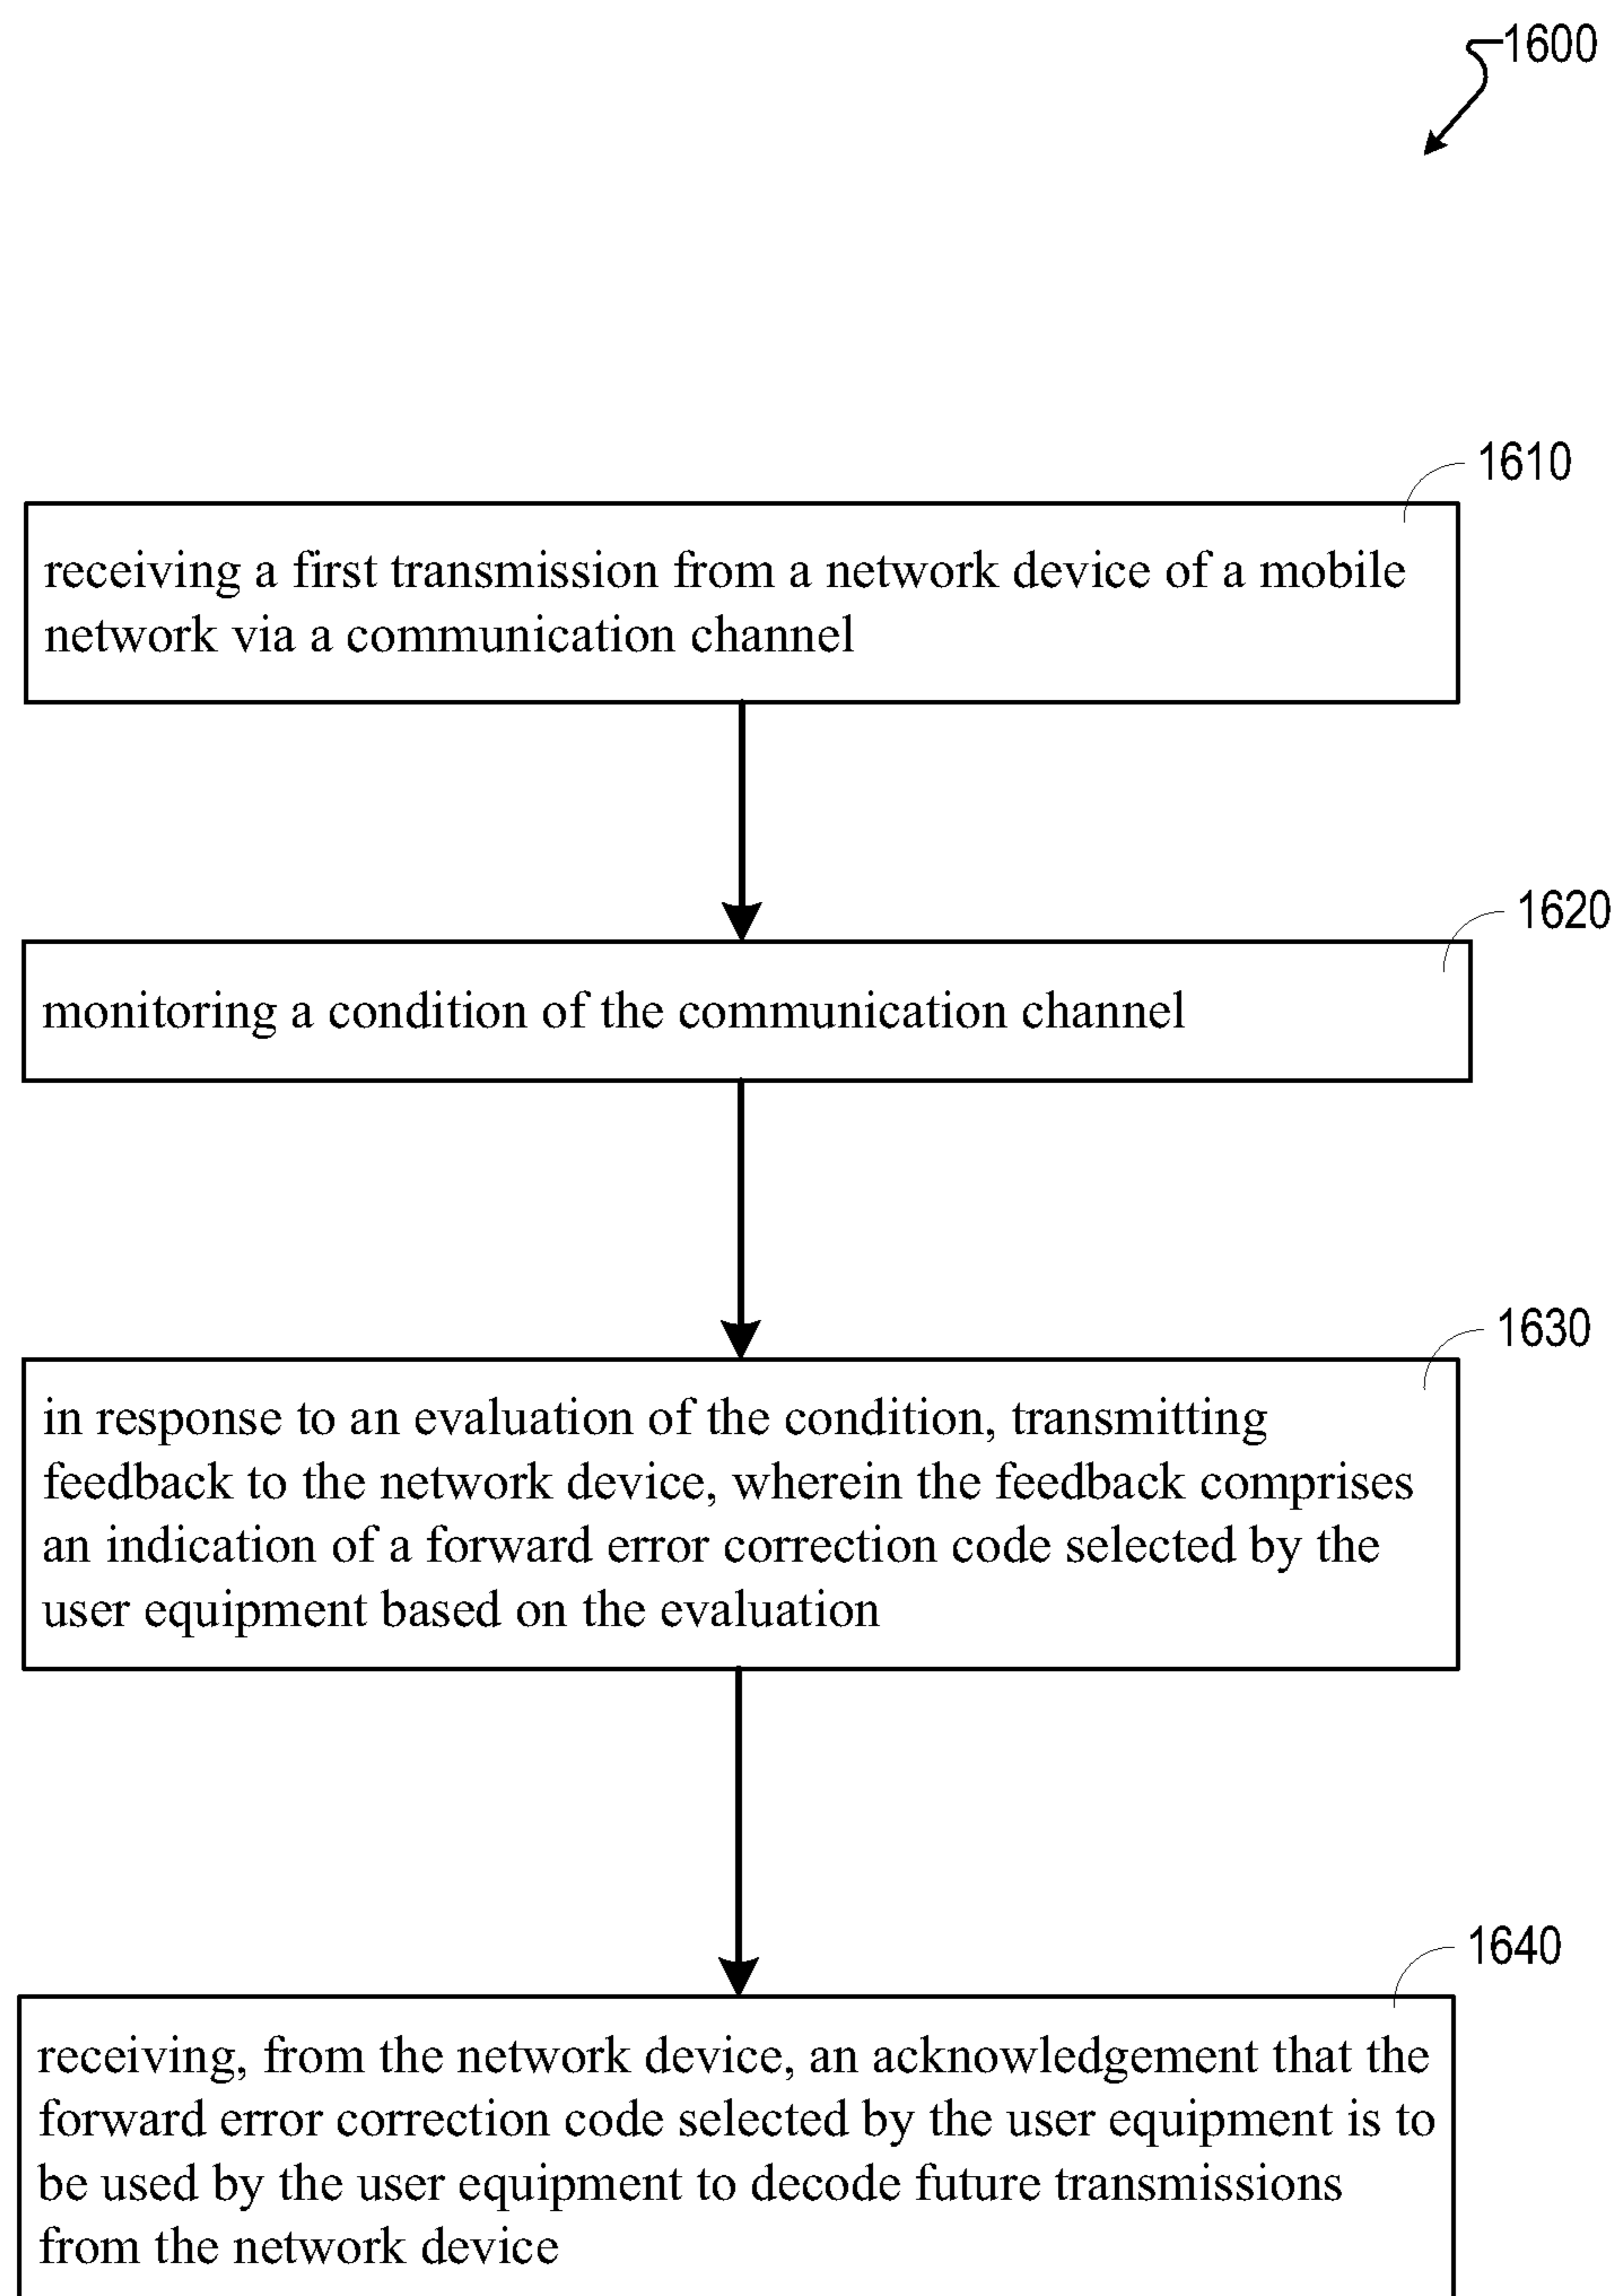 1600
1610
receiving a first transmission from a network device of a mobile
network via a communication channel
1620
monitoring a condition of the communication channel
1630
in response to an evaluation of the condition, transmitting
feedback to the network device, wherein the feedback comprises
an indication of a forward error correction code selected by the
user equipment based on the evaluation
1640
receiving, from the network device, an acknowledgement that the
forward error correction code selected by the user equipment is to
be used by the user equipment to decode future transmissions
from the network device